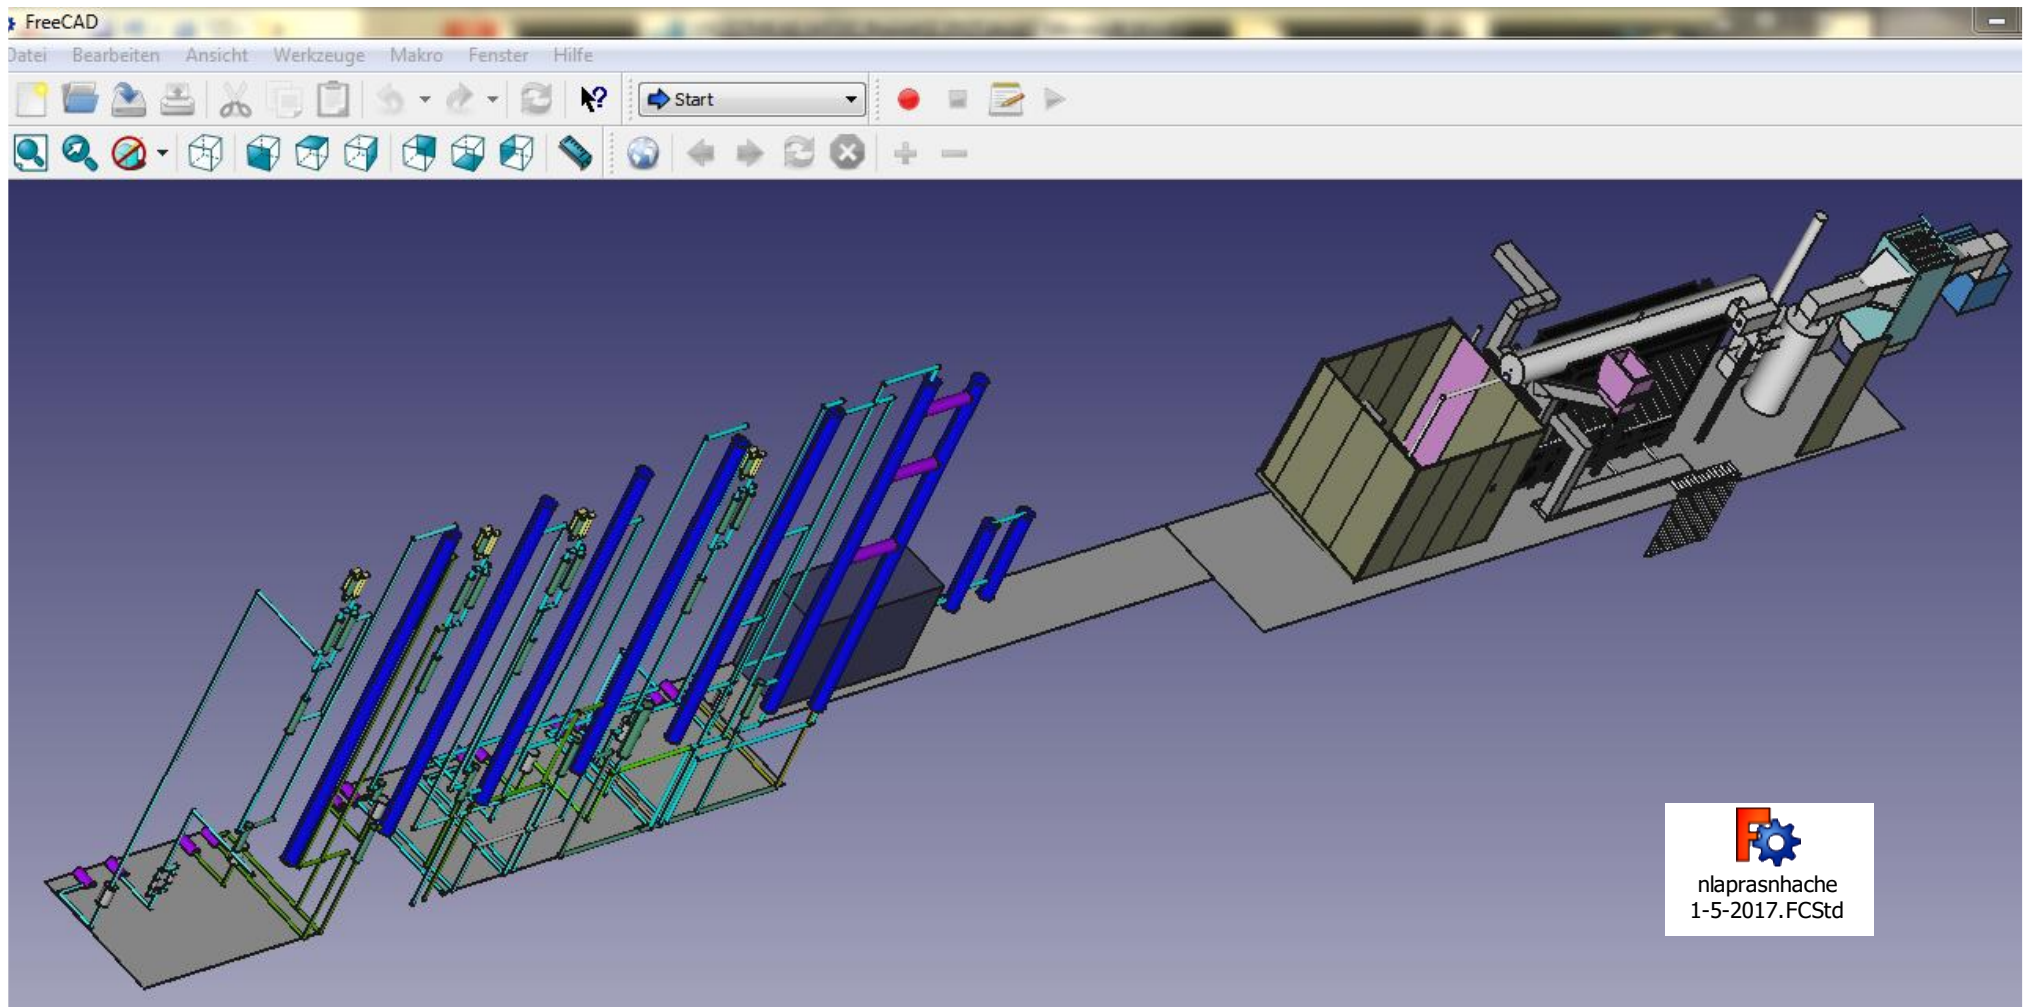 FreeCAD
Datei Bearbeiten Ansicht Werkzeuge Makro Fenster Hilfe
Start
nlaprasnhache
1-5-2017.FCStd